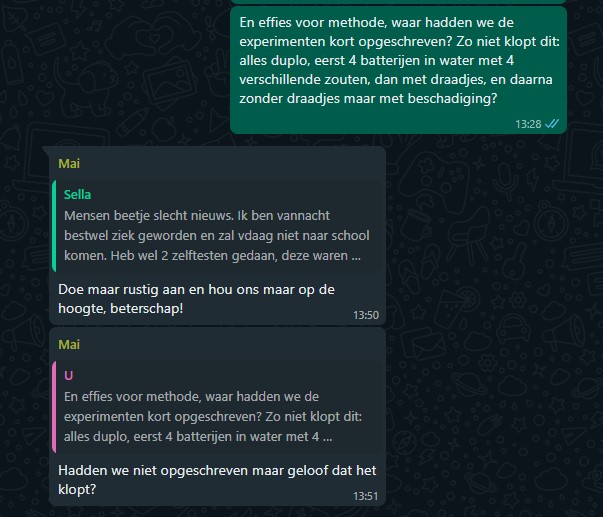 En effies voor methode, waar hadden we de
experimenten kort opgeschreven? Zo niet klopt dit:
alles duplo, eerst 4 batterijen in water met 4
verschillende zouten, dan met draadjes, en daarna
zonder draadjes maar met beschadiging?
13:28
Mai
Sella
Mensen beetje slecht nieuws. Ik ben vannacht
bestwel ziek geworden en zal vdaag niet naar school
komen. Heb wel 2 zelftesten gedaan, deze waren ...
Doe maar rustig aan en hou ons maar op de
hoogte, beterschap!
13:50
Mai
U
En effies voor methode, waar hadden we de
experimenten kort opgeschreven? Zo niet klopt dit:
alles duplo, eerst 4 batterijen in water met 4 ...
Hadden we niet opgeschreven maar geloof dat het
klopt?
13:51